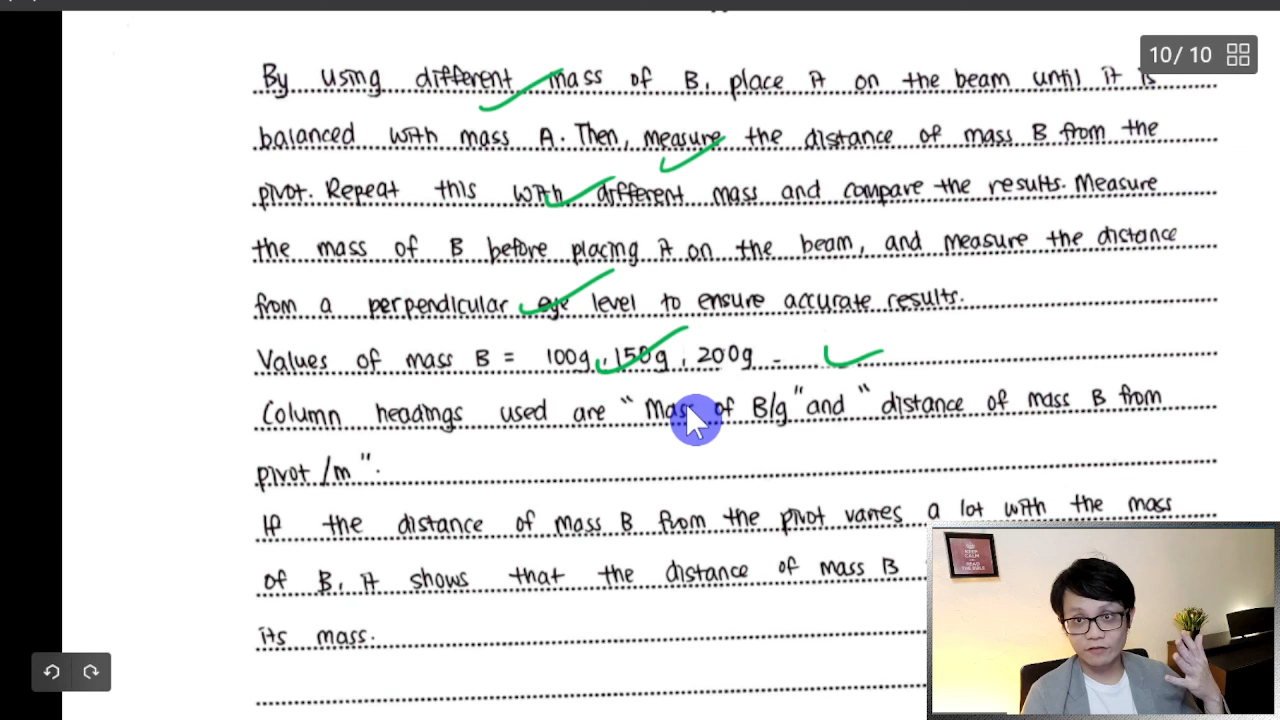 10/ 10
By using different mass of B, place it on the beam until it is
balanced with mass A. Then, measure the distance of mass B from the
pivot. Repeat this with different mass and compare the results. Measure
the mass of B before placing it on the beam, and measure the distance
from a perpendicular eye level to ensure accurate results.
Values of mass B = 100g, 150g, 200g
Column headings used are "Mass of B/g" and "distance of mass B from
pivot /m".
If the distance of mass B from the pivot varies a lot with the mass
of B, it shows that the distance of mass B
its mass.
KEEP CALM
READ THE BIBLE